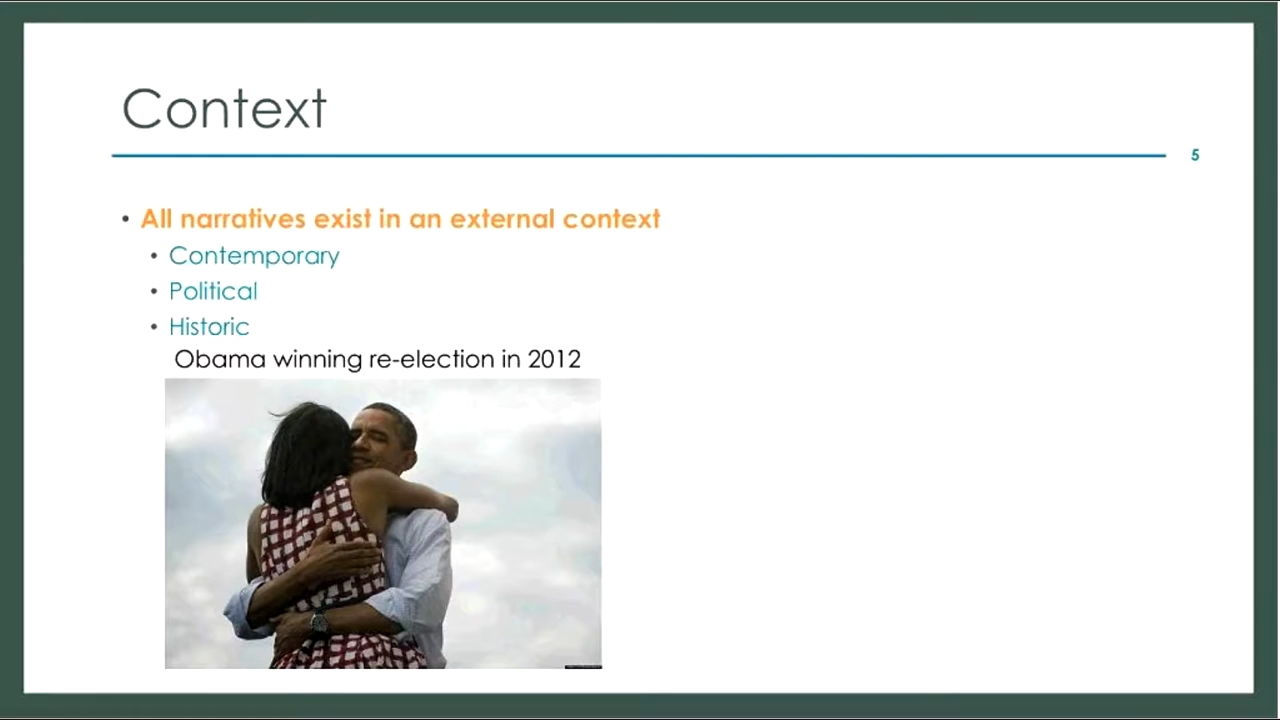 Context
5
• All narratives exist in an external context
• Contemporary
• Political
• Historic
Obama winning re-election in 2012